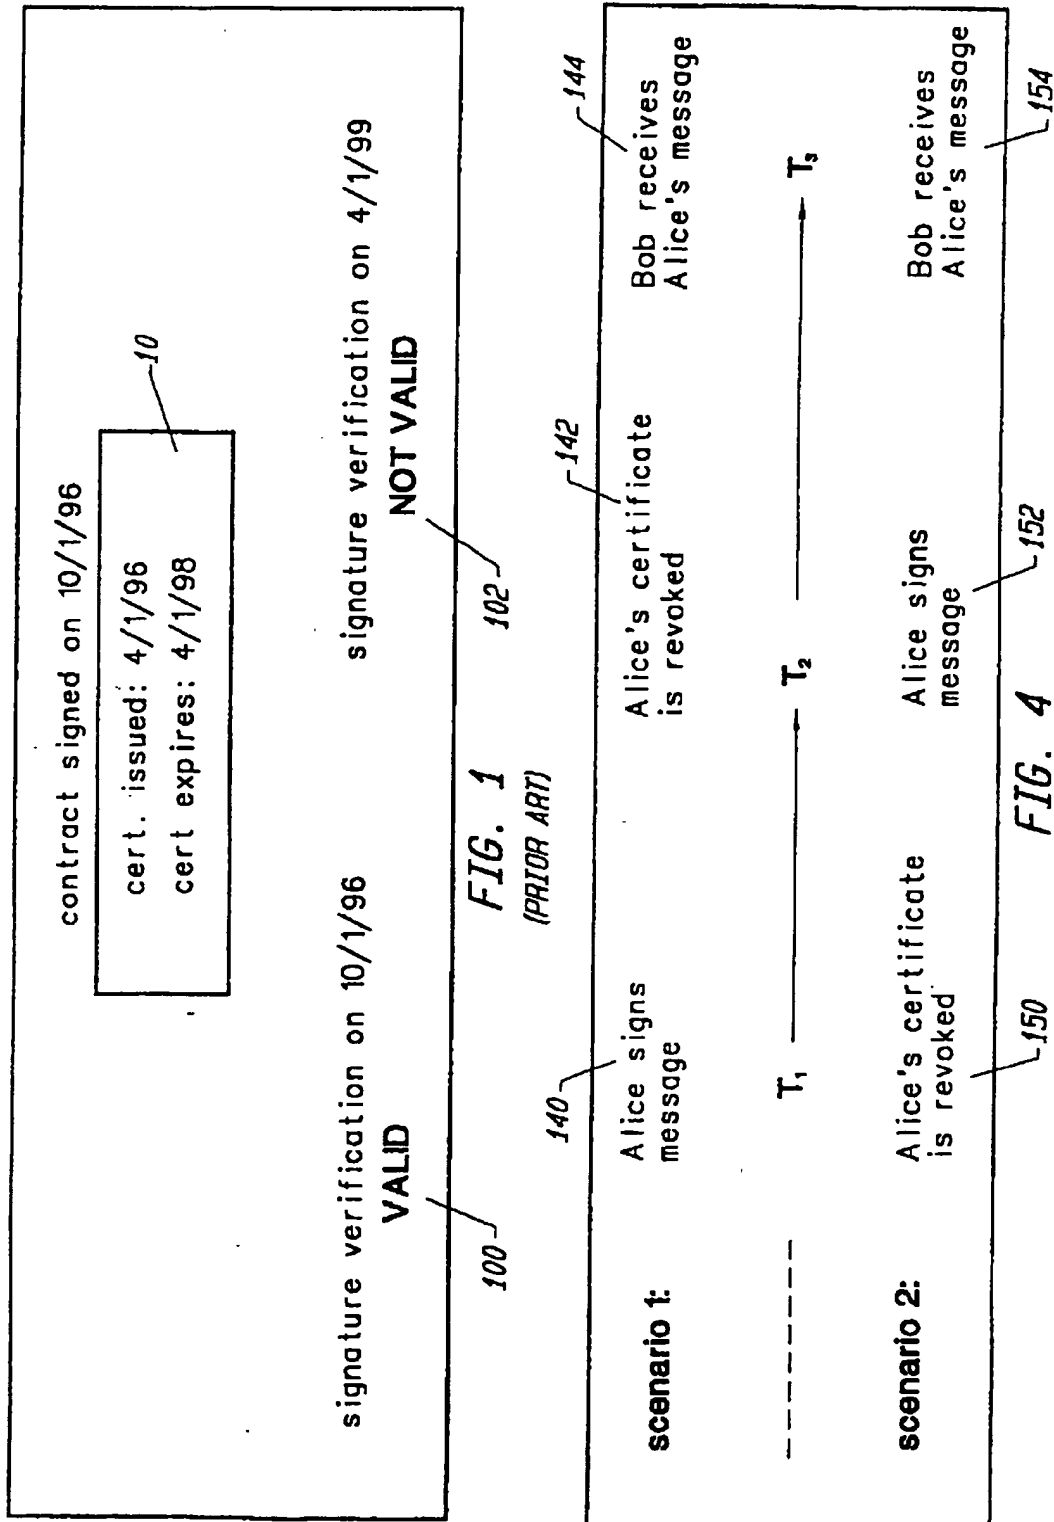 contract signed on 10/1/96
cert. issued: 4/1/96
cert expires: 4/1/98
10
signature verification on 10/1/96
VALID
100
signature verification on 4/1/99
NOT VALID
102
FIG. 1
(PRIOR ART)
scenario 1:
140
Alice signs
message
142
Alice's certificate
is revoked
144
Bob receives
Alice's message
T1
T2
T3
scenario 2:
Alice's certificate
is revoked
150
Alice signs
message
152
Bob receives
Alice's message
154
FIG. 4